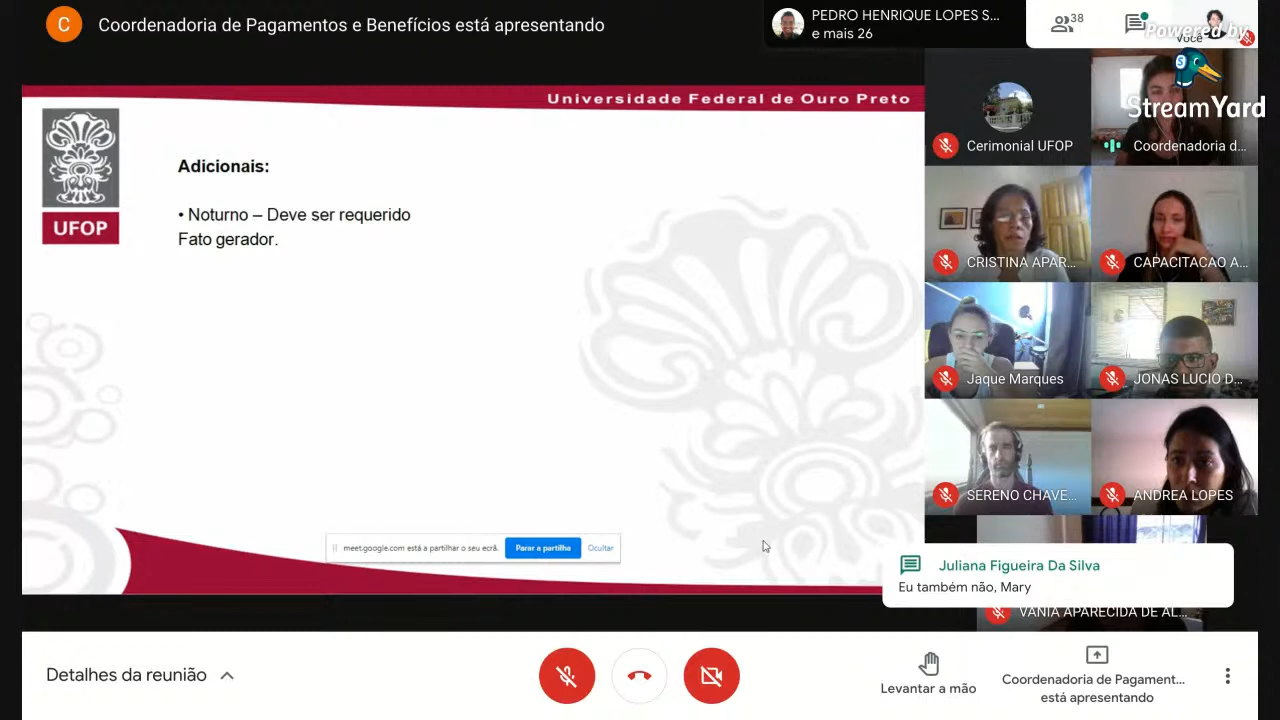 C
Coordenadoria de Pagamentos e Benefícios está apresentando
PEDRO HENRIQUE LOPES S...
e mais 26
38
Você
Powered by
StreamYard
Universidade Federal de Ouro Preto
UFOP
Adicionais:
• Noturno – Deve ser requerido
Fato gerador.
Cerimonial UFOP
Coordenadoria d...
CRISTINA APAR...
CAPACITACAO A...
Jaque Marques
JONAS LUCIO D...
SERENO CHAVE...
ANDREA LOPES
meet.google.com está a partilhar o seu ecrã.
Parar a partilha
Ocultar
Juliana Figueira Da Silva
Eu também não, Mary
VANIA APARECIDA DE AL...
Detalhes da reunião
Levantar a mão
Coordenadoria de Pagament...
está apresentando